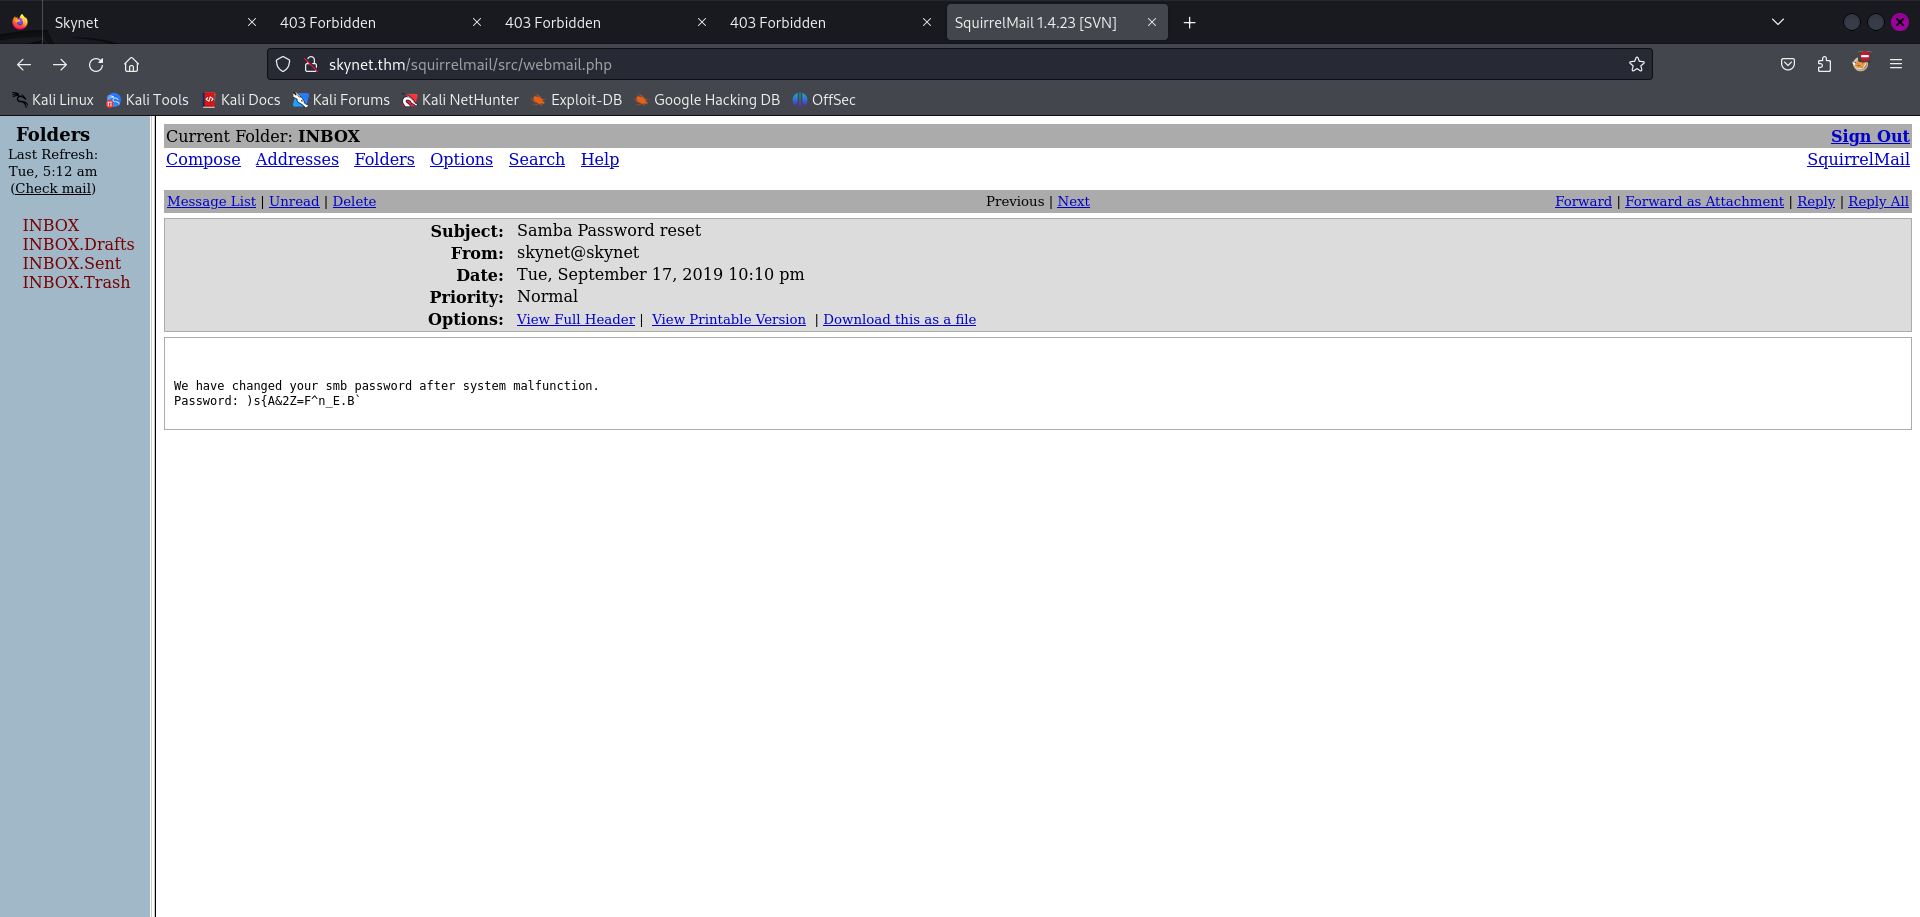 Skynet
403 Forbidden
403 Forbidden
403 Forbidden
SquirrelMail 1.4.23 [SVN]
skynet.thm/squirrelmail/src/webmail.php
Kali Linux
Kali Tools
Kali Docs
Kali Forums
Kali NetHunter
Exploit-DB
Google Hacking DB
OffSec
Folders
Last Refresh:
Tue, 5:12 am
(Check mail)
INBOX
INBOX.Drafts
INBOX.Sent
INBOX.Trash
Current Folder: INBOX
Sign Out
Compose Addresses Folders Options Search Help
SquirrelMail
Message List | Unread | Delete
Previous | Next
Forward | Forward as Attachment | Reply | Reply All
Subject: Samba Password reset
From: skynet@skynet
Date: Tue, September 17, 2019 10:10 pm
Priority: Normal
Options: View Full Header | View Printable Version | Download this as a file
We have changed your smb password after system malfunction.
Password: )s{A&2Z=F^n_E.B`